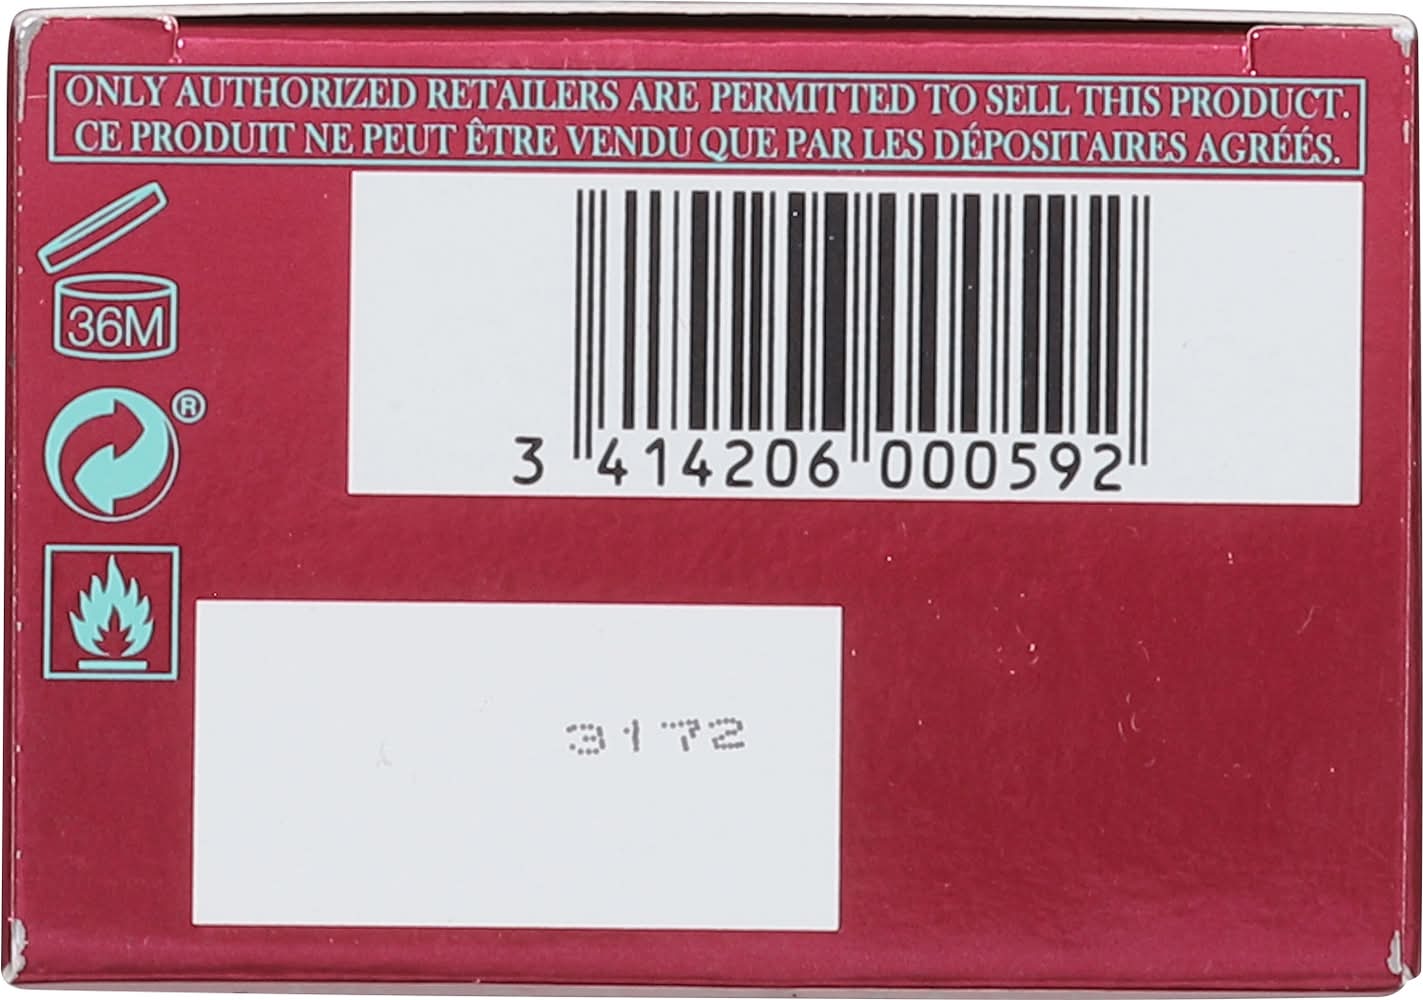 ONLY AUTHORIZED RETAILERS ARE PERMITTED TO SELL THIS PRODUCT.
CE PRODUIT NE PEUT ÊTRE VENDU QUE PAR LES DÉPOSITAIRES AGRÉÉS.
36M
®
3 414206 000592
3172